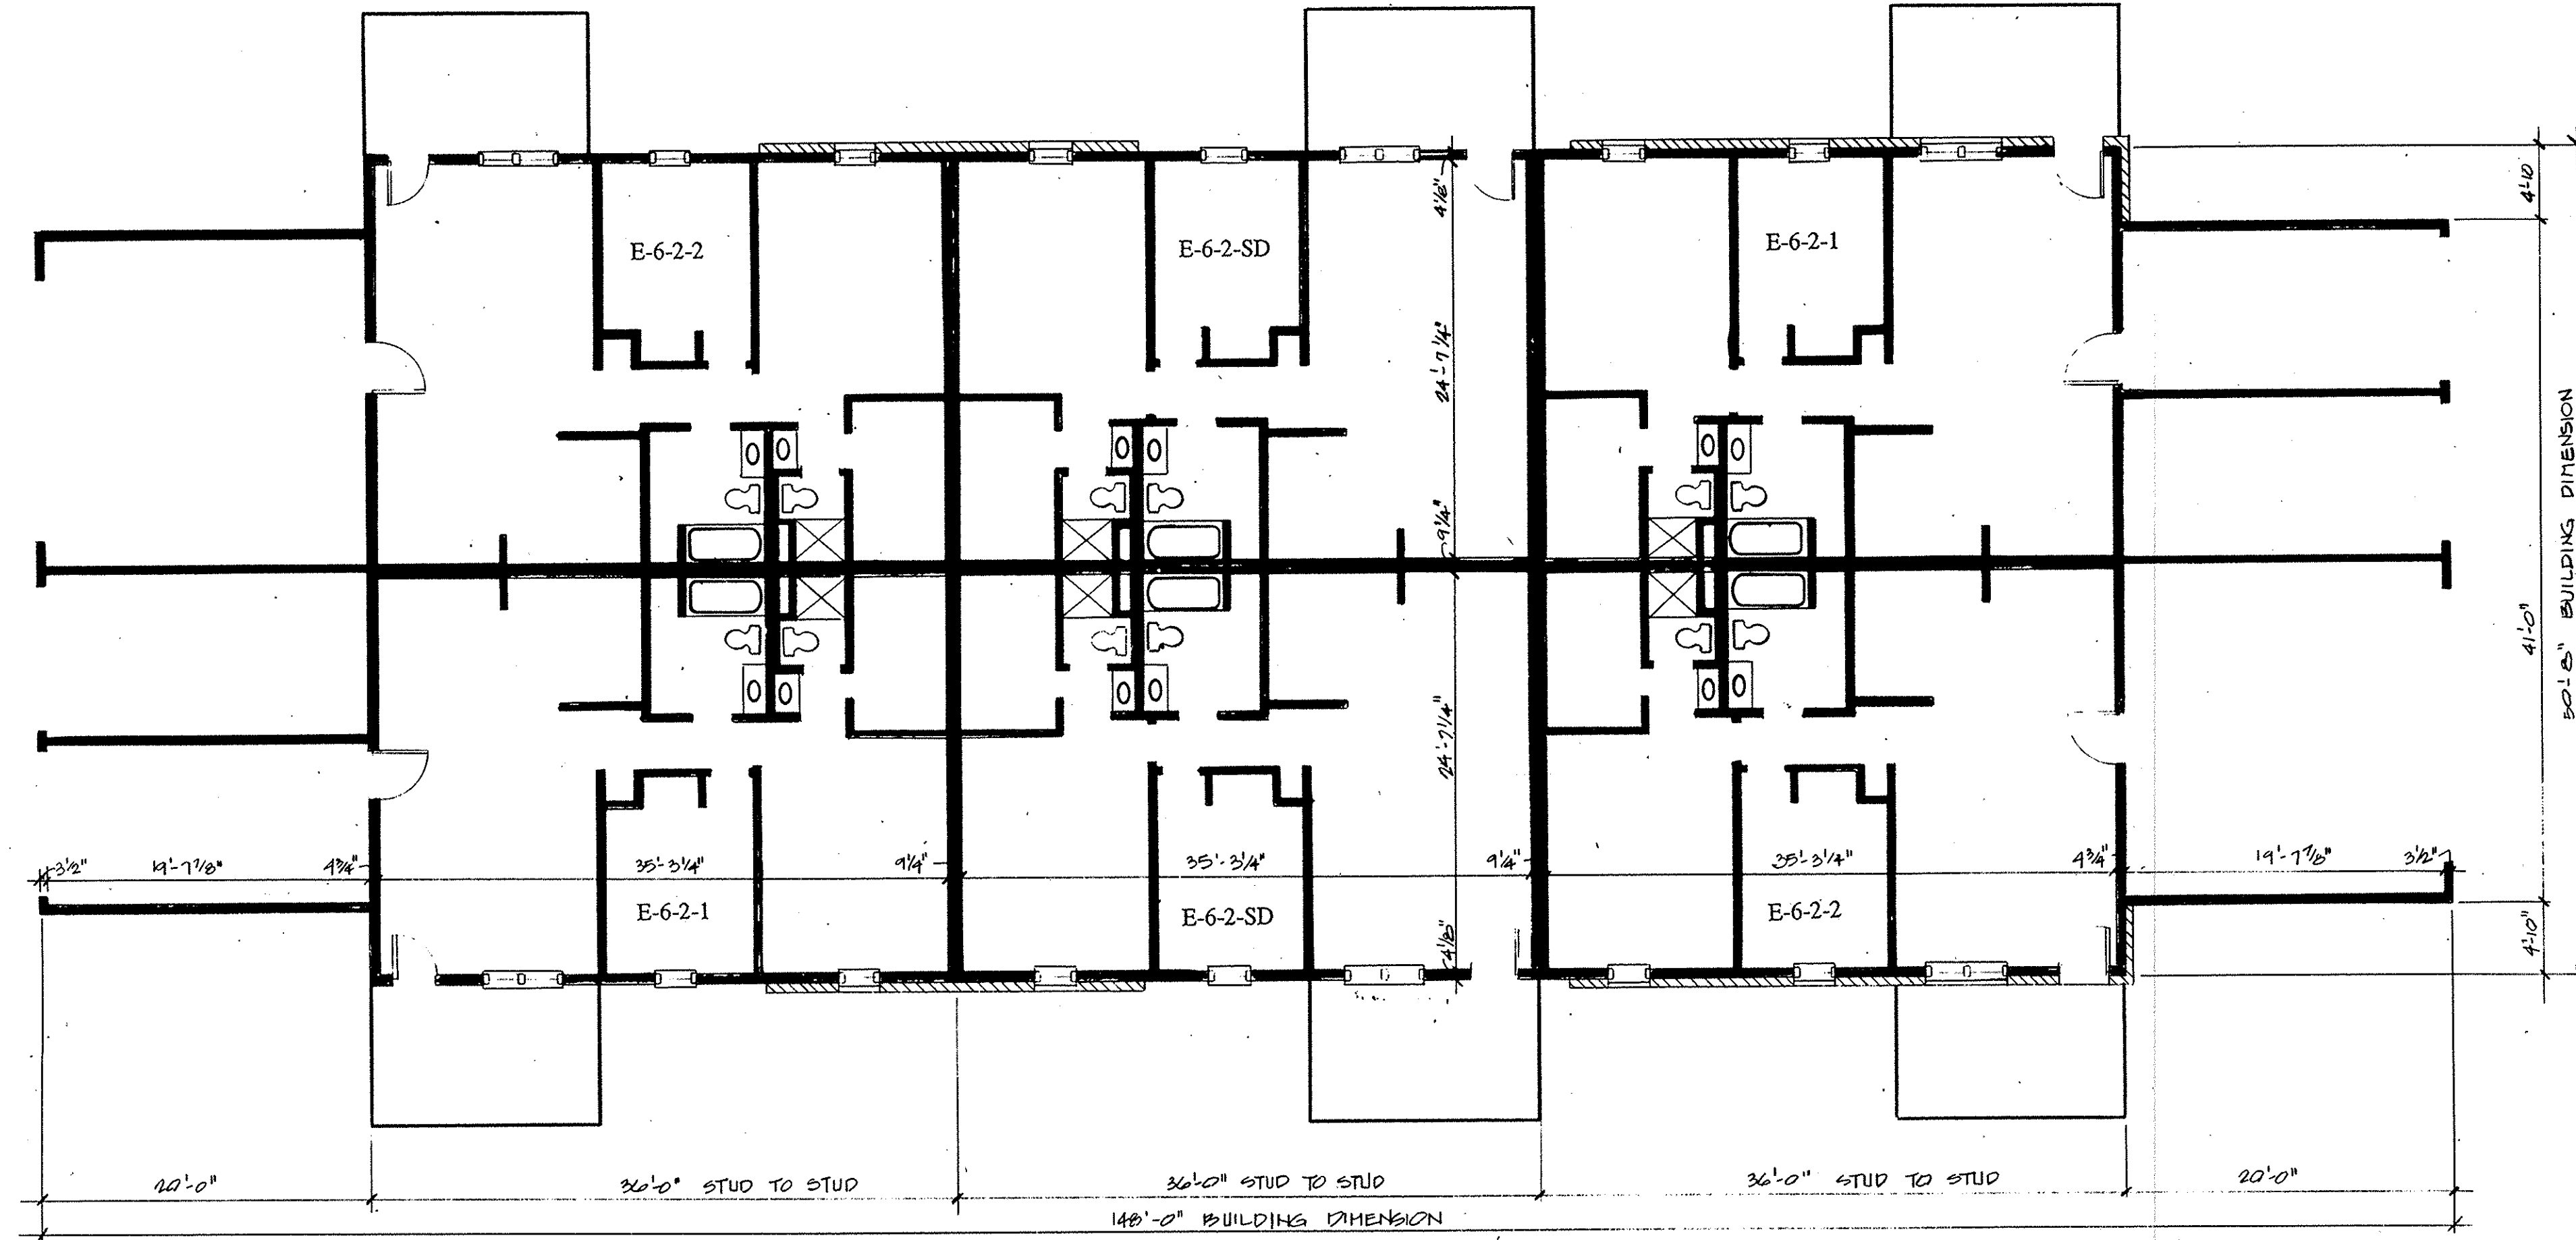 E-6-2-2
E-6-2-SD
E-6-2-1
4 1/8"
4'-10
24'-7 1/4"
9 1/4"
50'-8" BUILDING DIMENSION
41'-0"
24'-7 1/4"
3 1/2"
19'-7 7/8"
4 3/4"
35'-3 1/4"
9 1/4"
35'-3 1/4"
9 1/4"
35'-3 1/4"
4 3/4"
19'-7 7/8"
3 1/2"
E-6-2-1
E-6-2-SD
E-6-2-2
4 1/8"
4'-10"
20'-0"
36'-0" STUD TO STUD
36'-0" STUD TO STUD
36'-0" STUD TO STUD
20'-0"
148'-0" BUILDING DIMENSION